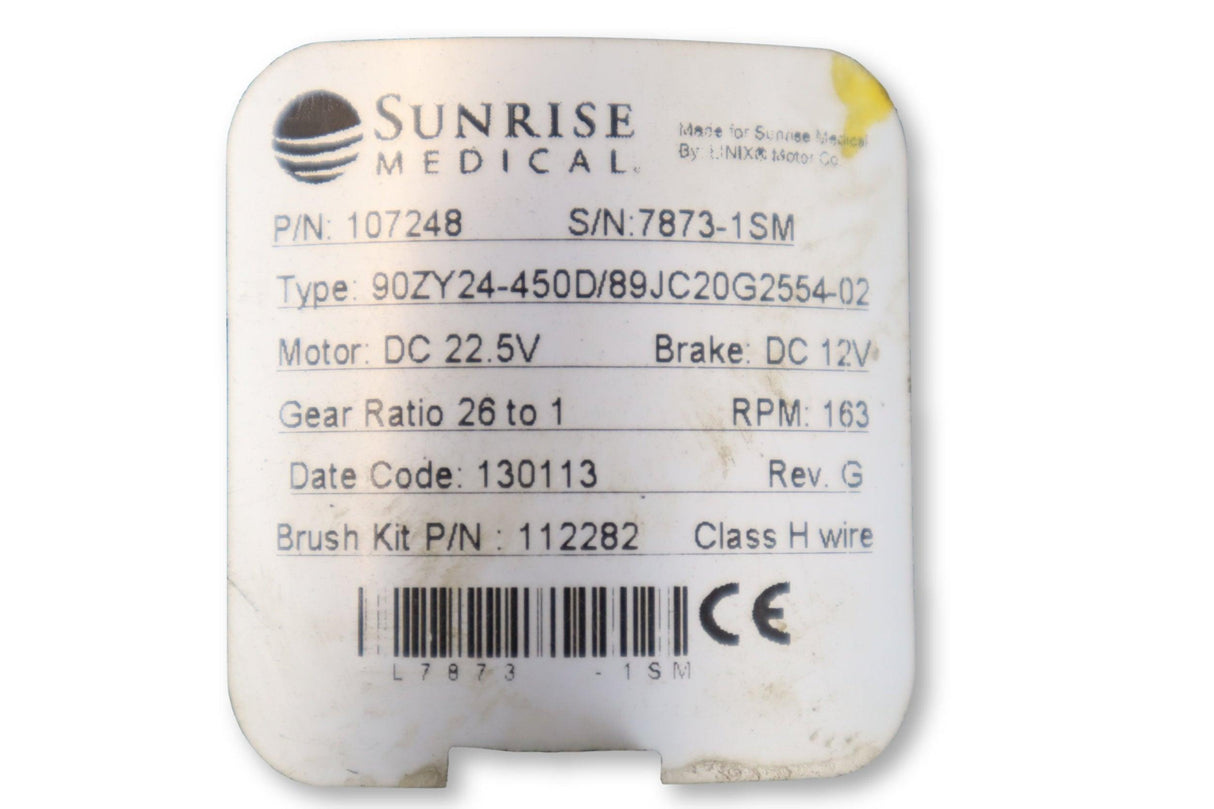 SUNRISE
MEDICAL
Made for Sunrise Medical
By: LINIX® Motor Co.
P/N: 107248 S/N:7873-1SM
Type: 90ZY24-450D/89JC20G2554-02
Motor: DC 22.5V Brake: DC 12V
Gear Ratio 26 to 1 RPM: 163
Date Code: 130113 Rev. G
Brush Kit P/N : 112282 Class H wire
CE
L7873 -1SM